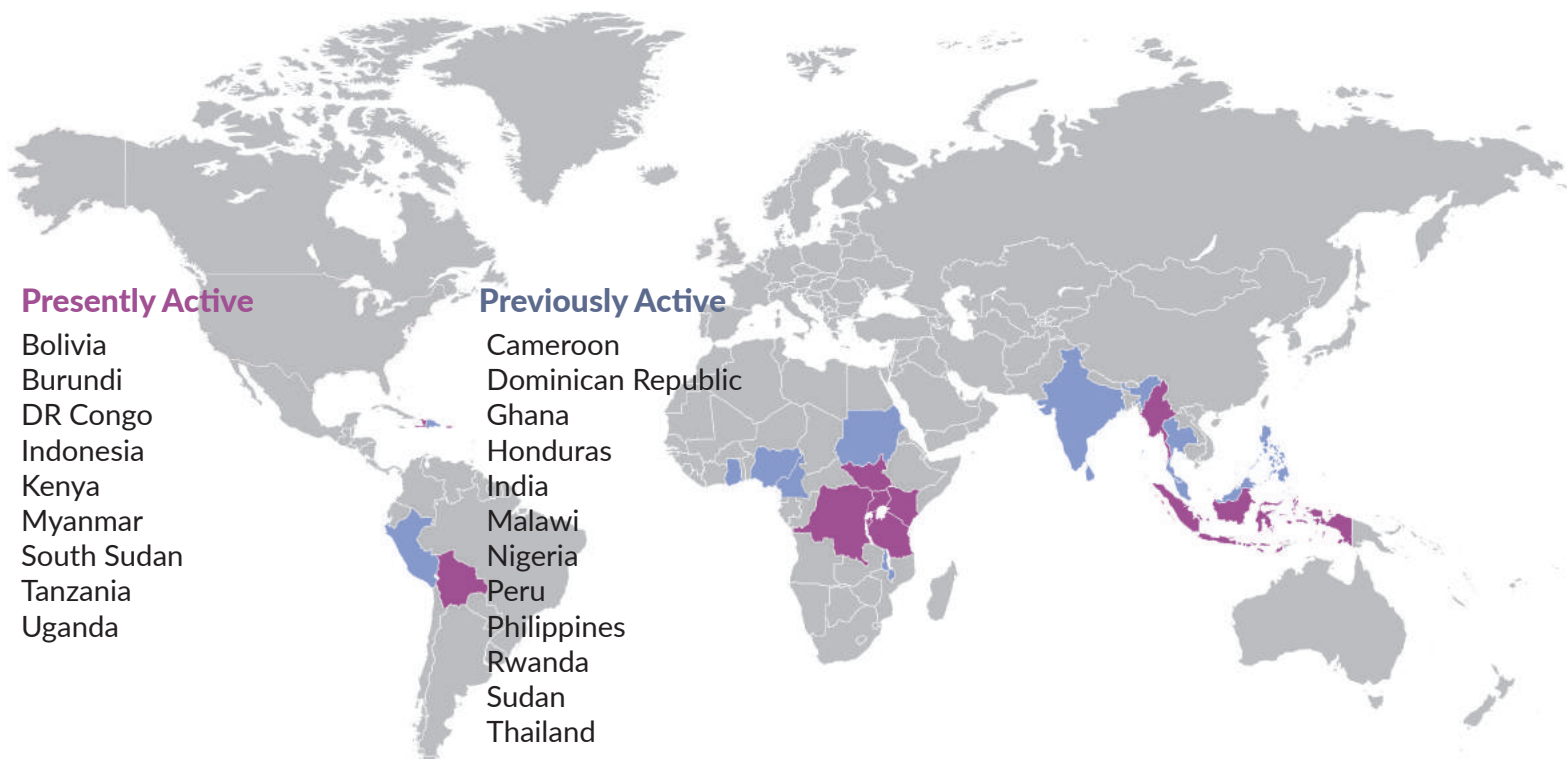 Presently Active
Bolivia
Burundi
DR Congo
Indonesia
Kenya
Myanmar
South Sudan
Tanzania
Uganda
Previously Active
Cameroon
Dominican Republic
Ghana
Honduras
India
Malawi
Nigeria
Peru
Philippines
Rwanda
Sudan
Thailand